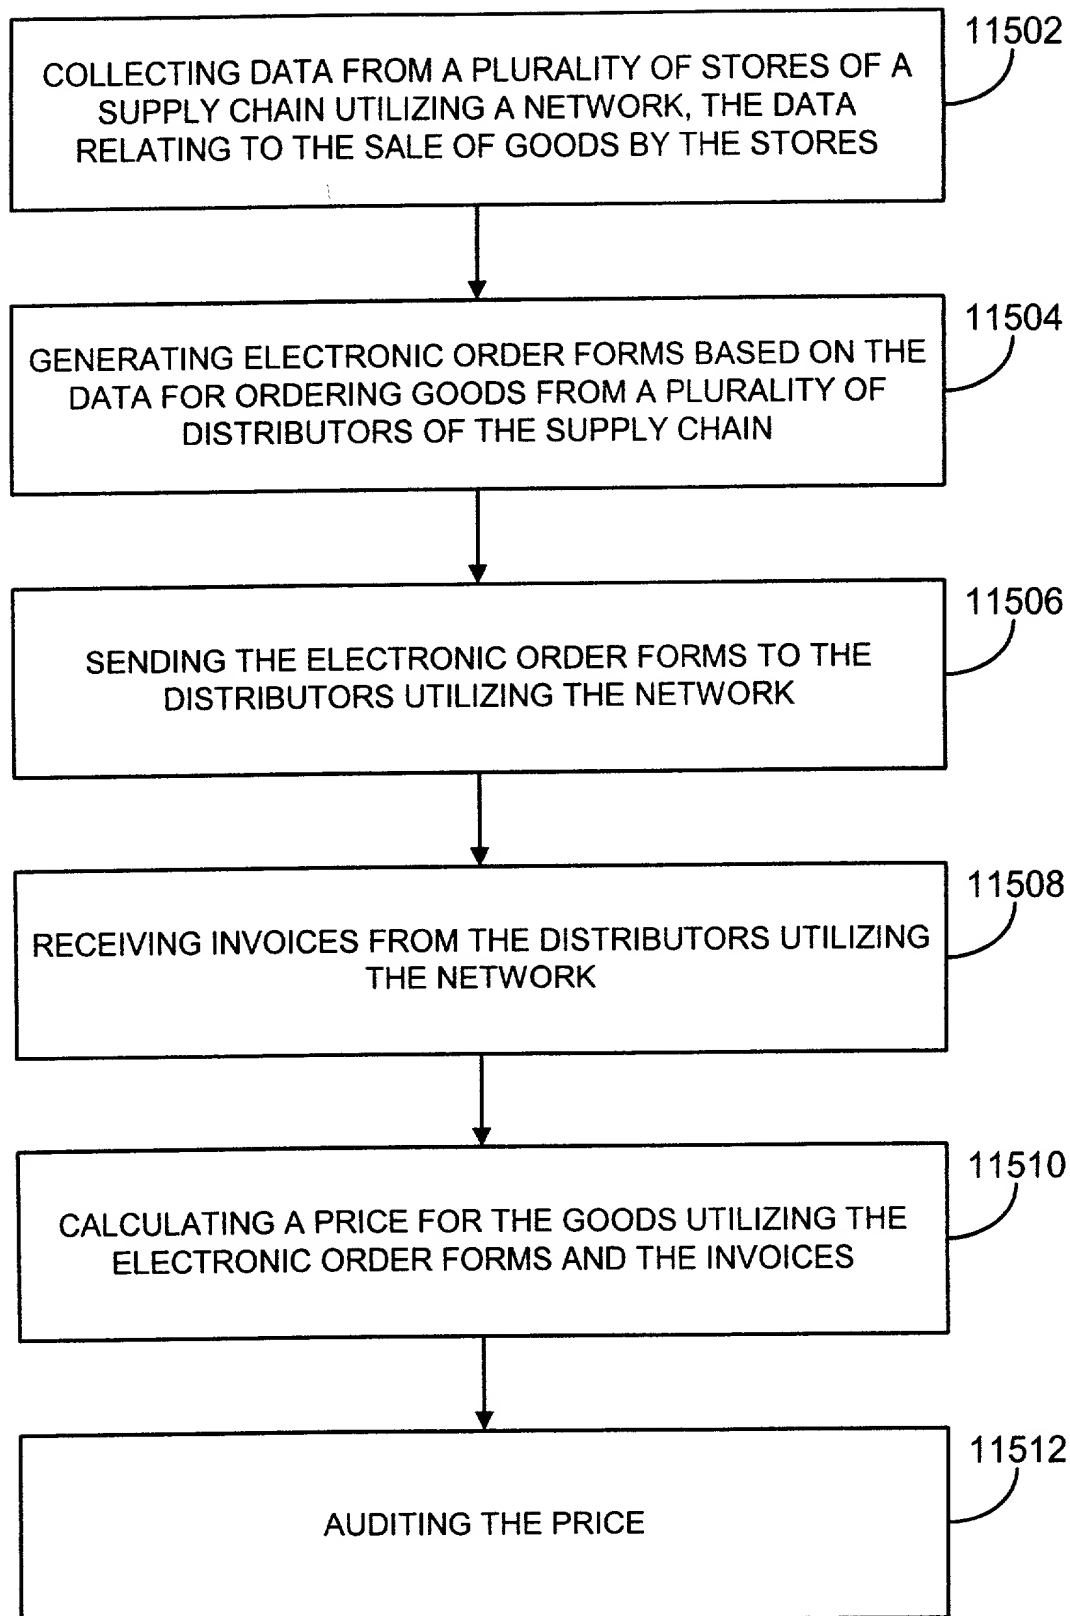 11502
COLLECTING DATA FROM A PLURALITY OF STORES OF A
SUPPLY CHAIN UTILIZING A NETWORK, THE DATA
RELATING TO THE SALE OF GOODS BY THE STORES
11504
GENERATING ELECTRONIC ORDER FORMS BASED ON THE
DATA FOR ORDERING GOODS FROM A PLURALITY OF
DISTRIBUTORS OF THE SUPPLY CHAIN
11506
SENDING THE ELECTRONIC ORDER FORMS TO THE
DISTRIBUTORS UTILIZING THE NETWORK
11508
RECEIVING INVOICES FROM THE DISTRIBUTORS UTILIZING
THE NETWORK
11510
CALCULATING A PRICE FOR THE GOODS UTILIZING THE
ELECTRONIC ORDER FORMS AND THE INVOICES
11512
AUDITING THE PRICE